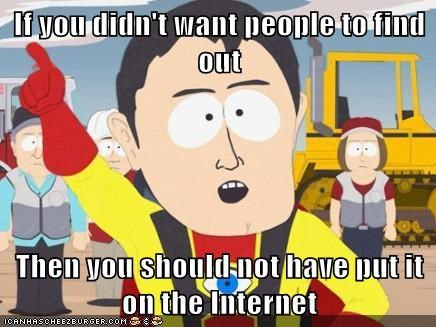 If you didn't want people to find
out
Then you should not have put it
on the Internet
ICANHASCHEEZBURGER.COM